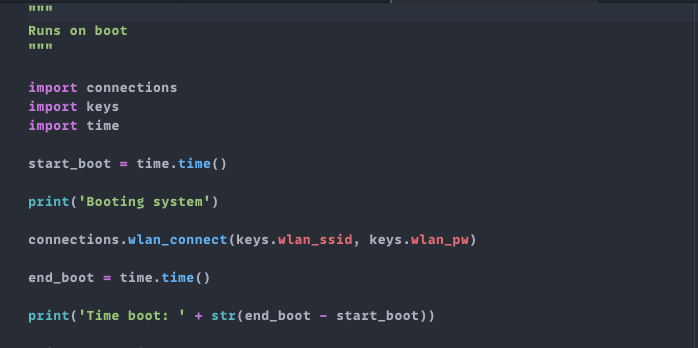 """
Runs on boot
"""
import connections
import keys
import time
start_boot = time.time()
print('Booting system')
connections.wlan_connect(keys.wlan_ssid, keys.wlan_pw)
end_boot = time.time()
print('Time boot: ' + str(end_boot - start_boot))